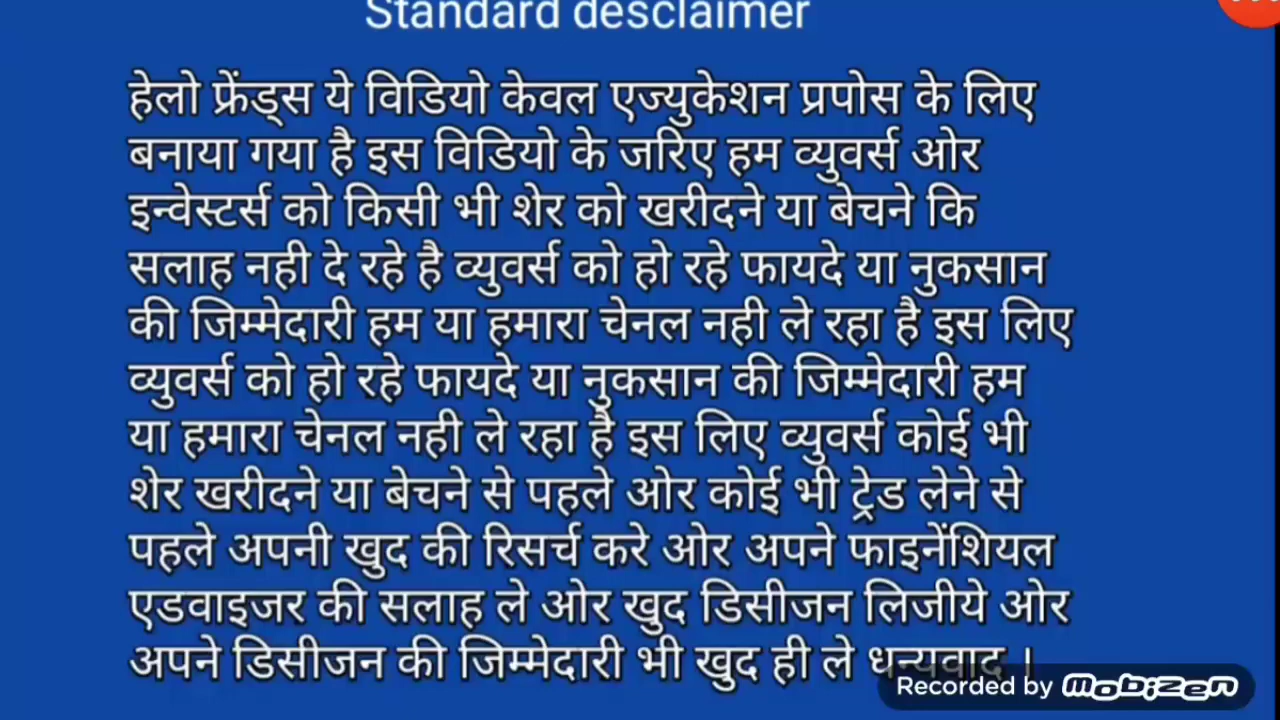 Standard desclaimer
हेलो फ्रेंड्स ये विडियो केवल एज्युकेशन प्रपोस के लिए
बनाया गया है इस विडियो के जरिए हम व्युवर्स ओर
इन्वेस्टर्स को किसी भी शेर को खरीदने या बेचने कि
सलाह नही दे रहे है व्युवर्स को हो रहे फायदे या नुकसान
की जिम्मेदारी हम या हमारा चेनल नही ले रहा है इस लिए
व्युवर्स को हो रहे फायदे या नुकसान की जिम्मेदारी हम
या हमारा चेनल नही ले रहा है इस लिए व्युवर्स कोई भी
शेर खरीदने या बेचने से पहले ओर कोई भी ट्रेड लेने से
पहले अपनी खुद की रिसर्च करे ओर अपने फाइनेंशियल
एडवाइजर की सलाह ले ओर खुद डिसीजन लिजीये ओर
अपने डिसीजन की जिम्मेदारी भी खुद ही ले धन्यवाद ।
Recorded by mobizen